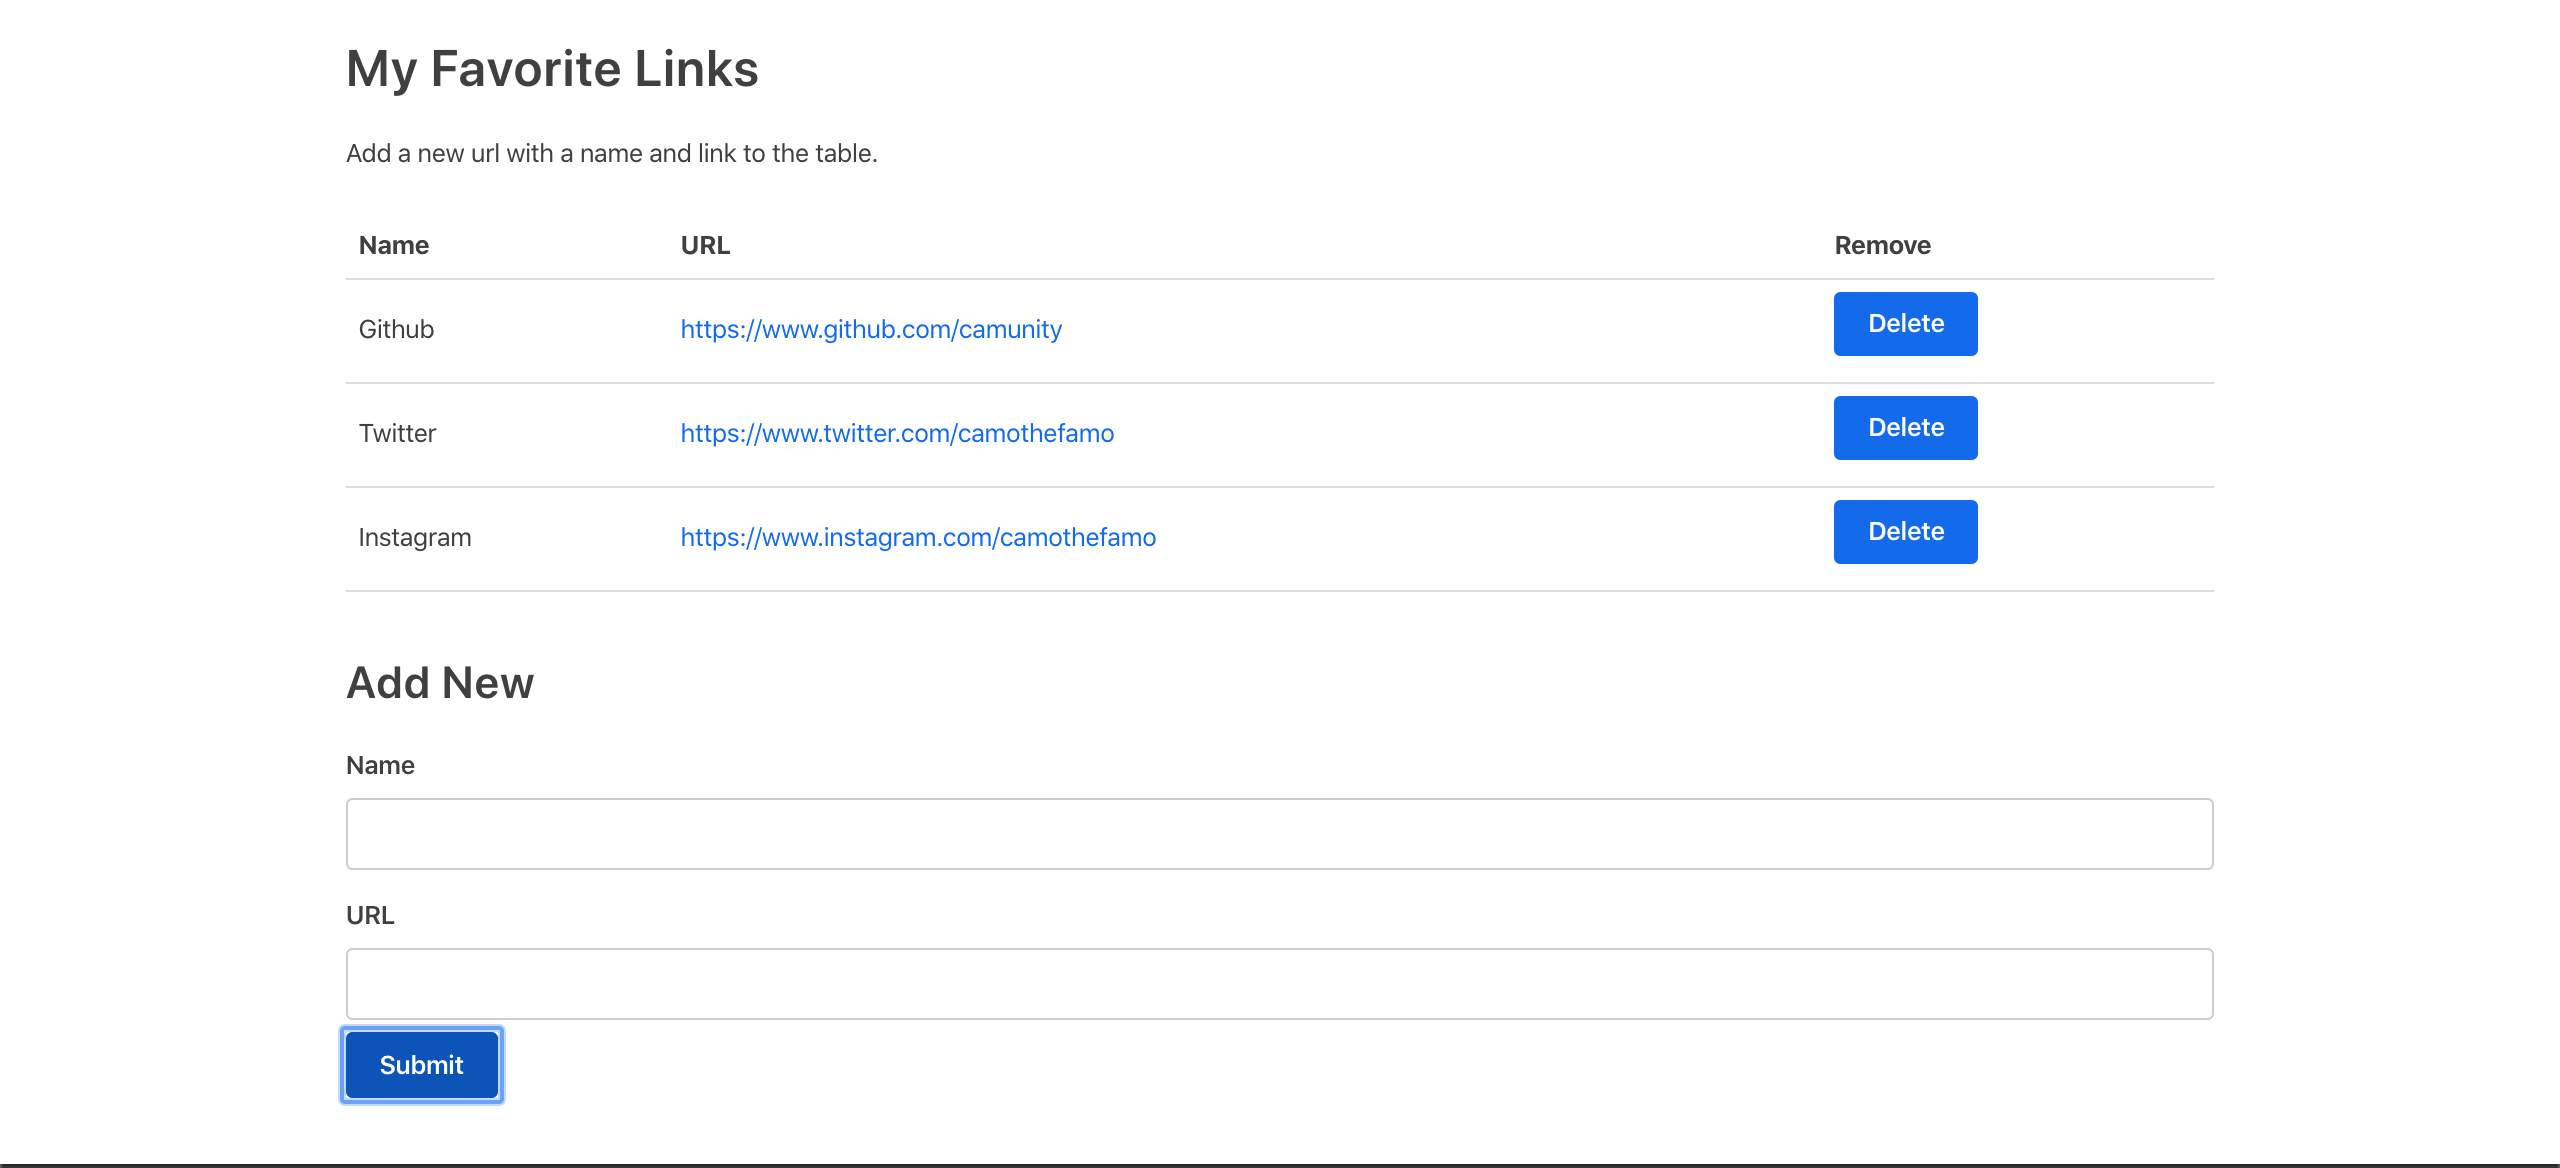 My Favorite Links
Add a new url with a name and link to the table.
Name URL Remove
Github https://www.github.com/camunity Delete
Twitter https://www.twitter.com/camothefamo Delete
Instagram https://www.instagram.com/camothefamo Delete
Add New
Name
URL
Submit